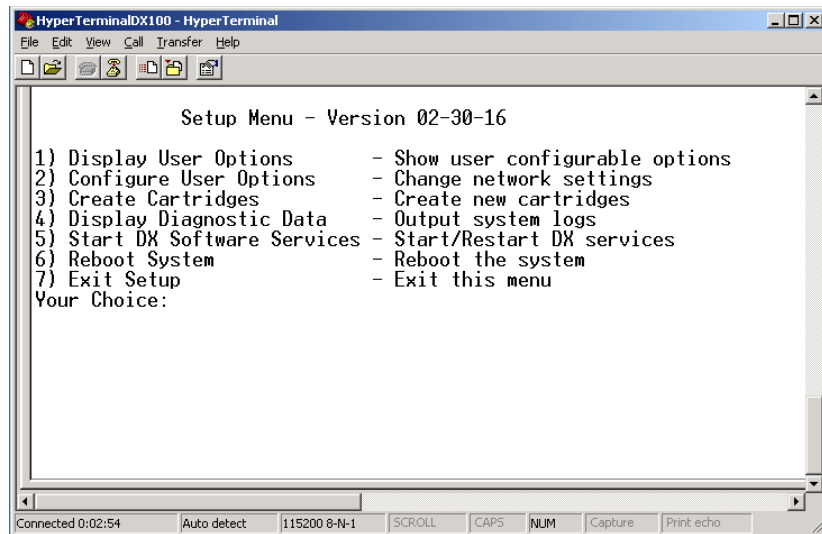 HyperTerminalDX100 - HyperTerminal
File Edit View Call Transfer Help
Setup Menu - Version 02-30-16
1) Display User Options - Show user configurable options
2) Configure User Options - Change network settings
3) Create Cartridges - Create new cartridges
4) Display Diagnostic Data - Output system logs
5) Start DX Software Services - Start/Restart DX services
6) Reboot System - Reboot the system
7) Exit Setup - Exit this menu
Your Choice:
Connected 0:02:54 Auto detect 115200 8-N-1 SCROLL CAPS NUM Capture Print echo